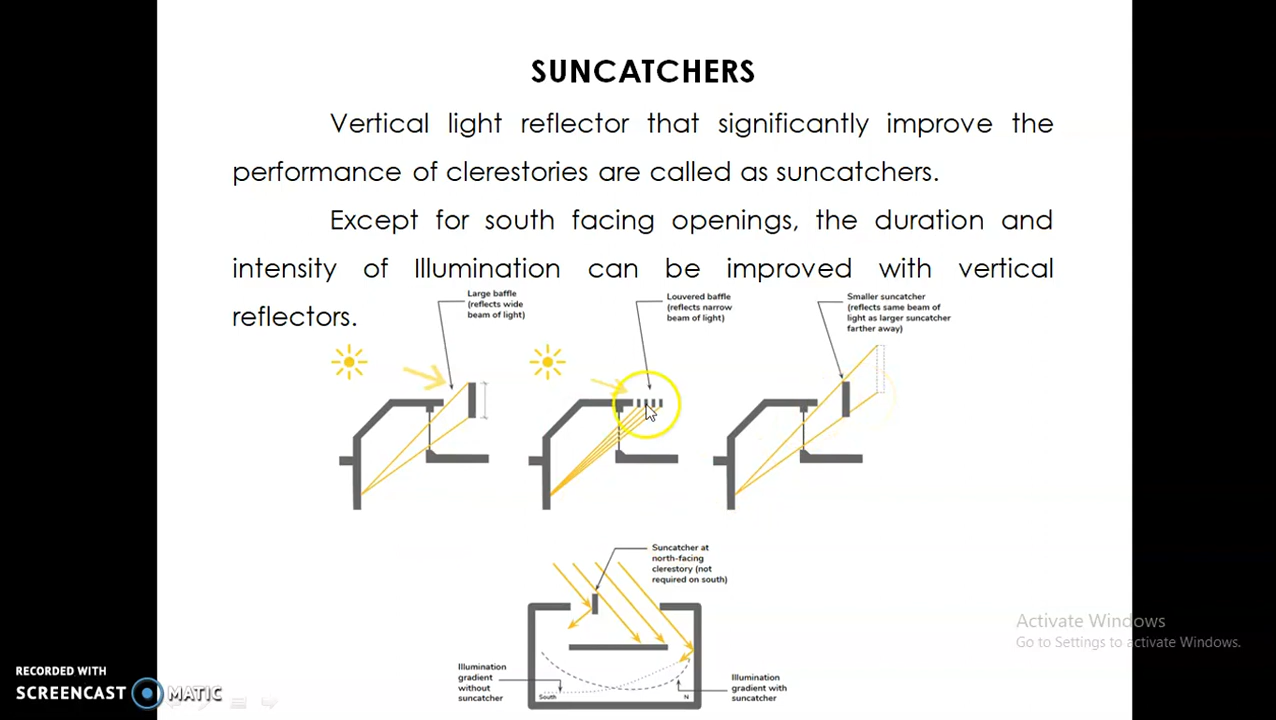 SUNCATCHERS
Vertical light reflector that significantly improve the
performance of clerestories are called as suncatchers.
Except for south facing openings, the duration and
intensity of Illumination can be improved with vertical
reflectors.
Large baffle
(reflects wide
beam of light)
Louvered baffle
(reflects narrow
beam of light)
Smaller suncatcher
(reflects same beam of
light as larger suncatcher
farther away)
Suncatcher at
north-facing
clerestory (not
required on south)
Illumination
gradient
without
suncatcher
South
N
Illumination
gradient with
suncatcher
Activate Windows
Go to Settings to activate Windows.
RECORDED WITH
SCREENCAST MATIC